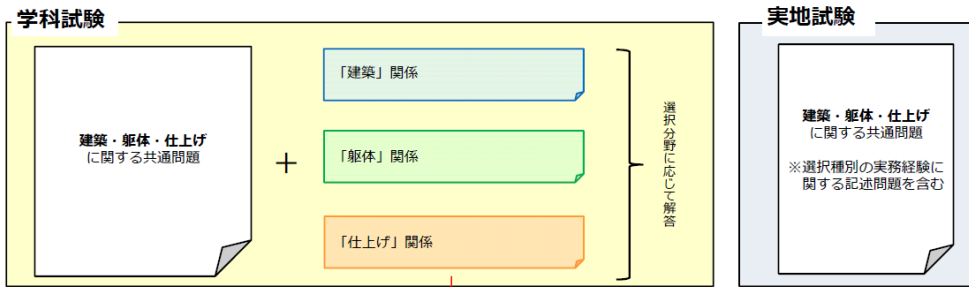 学科試験
建築・躯体・仕上げ
に関する共通問題
+
「建築」関係
「躯体」関係
「仕上げ」関係
選択分野に応じて解答
実地試験
建築・躯体・仕上げ
に関する共通問題
※選択種別の実務経験に
関する記述問題を含む